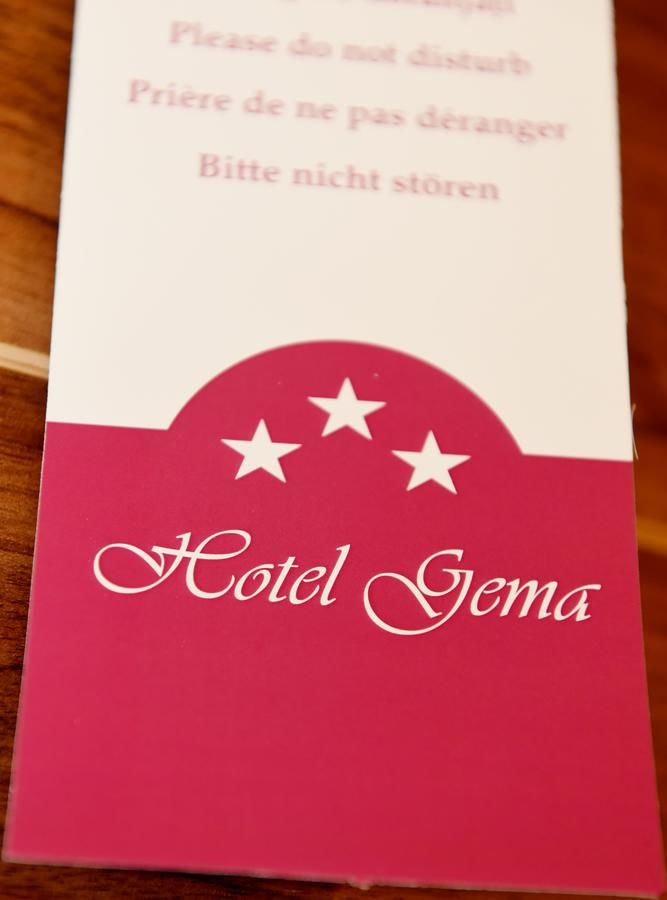 Please do not disturb
Prière de ne pas déranger
Bitte nicht stören
Hotel Gema